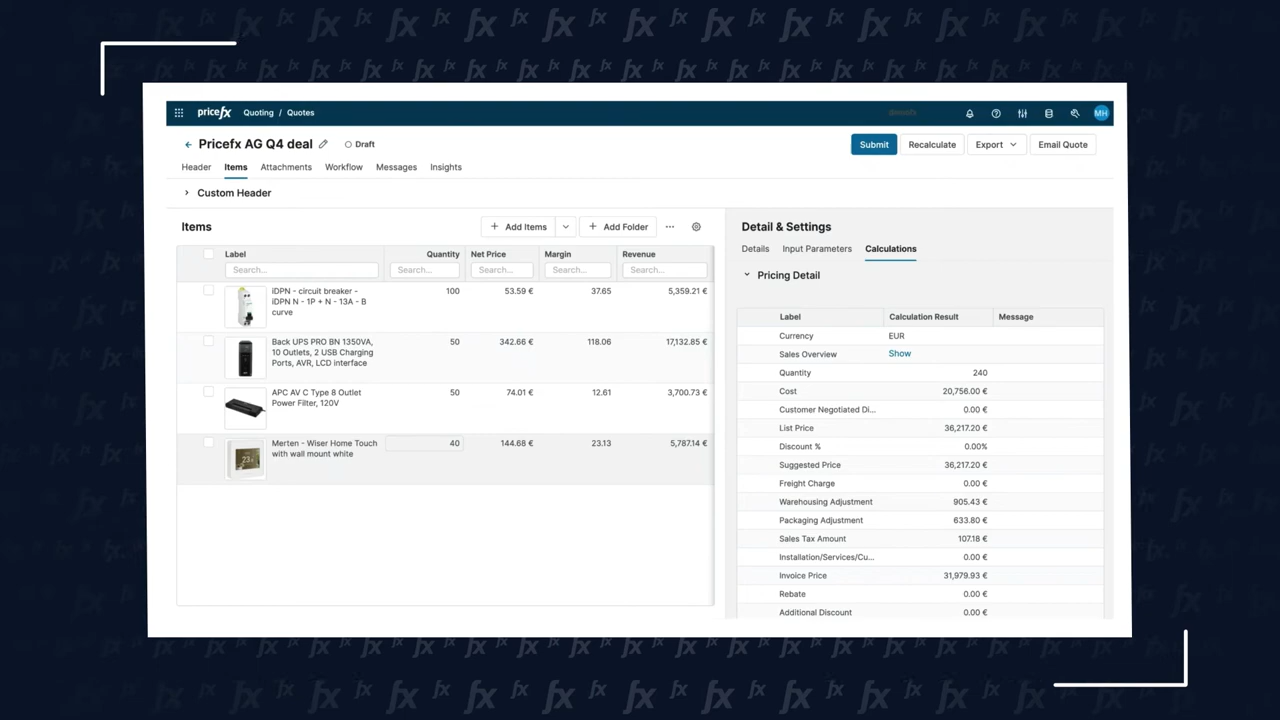 pricefx Quoting / Quotes MH
Pricefx AG Q4 deal Draft Submit Recalculate Export Email Quote
Header Items Attachments Workflow Messages Insights
Custom Header
Items Add Items Add Folder
Label Quantity Net Price Margin Revenue
Search... Search... Search... Search... Search...
iDPN - circuit breaker - 100 53.59 € 37.65 5,359.21 €
iDPN N - 1P + N - 13A - B
curve
Back UPS PRO BN 1350VA, 50 342.66 € 118.06 17,132.85 €
10 Outlets, 2 USB Charging
Ports, AVR, LCD interface
APC AV C Type 8 Outlet 50 74.01 € 12.61 3,700.73 €
Power Filter, 120V
Merten - Wiser Home Touch 40 144.68 € 23.13 5,787.14 €
with wall mount white
Detail & Settings
Details Input Parameters Calculations
Pricing Detail
Label Calculation Result Message
Currency EUR
Sales Overview Show
Quantity 240
Cost 20,756.00 €
Customer Negotiated Di... 0.00 €
List Price 36,217.20 €
Discount % 0.00%
Suggested Price 36,217.20 €
Freight Charge 0.00 €
Warehousing Adjustment 905.43 €
Packaging Adjustment 633.80 €
Sales Tax Amount 107.18 €
Installation/Services/Cu... 0.00 €
Invoice Price 31,979.93 €
Rebate 0.00 €
Additional Discount 0.00 €